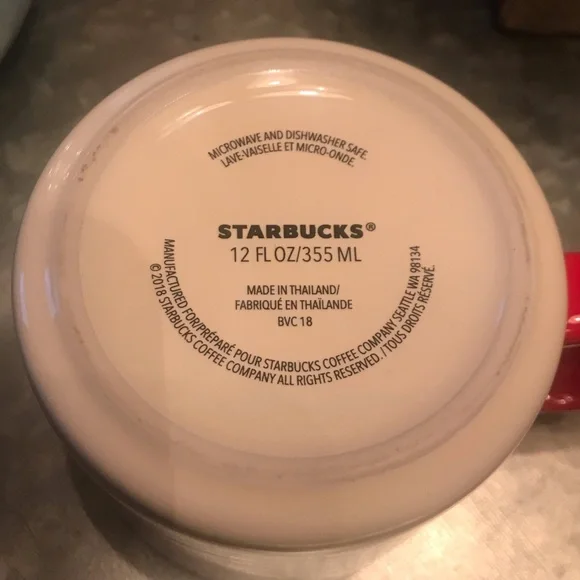 MICROWAVE AND DISHWASHER SAFE.
LAVE-VAISELLE ET MICRO-ONDE.
STARBUCKS®
12 FL OZ/355 ML
MADE IN THAILAND/
FABRIQUÉ EN THAÏLANDE
BVC 18
MANUFACTURED FOR/PRÉPARÉ POUR STARBUCKS COFFEE COMPANY SEATTLE WA 98134
© 2018 STARBUCKS COFFEE COMPANY ALL RIGHTS RESERVED. / TOUS DROITS RÉSERVÉ.